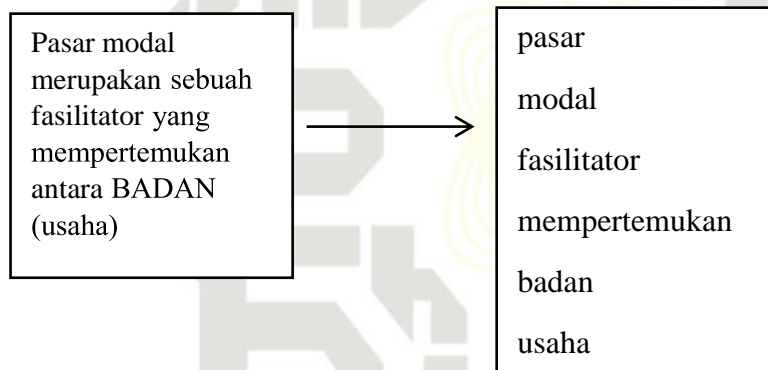 Pasar modal
merupakan sebuah
fasilitator yang
mempertemukan
antara BADAN
(usaha)
pasar
modal
fasilitator
mempertemukan
badan
usaha